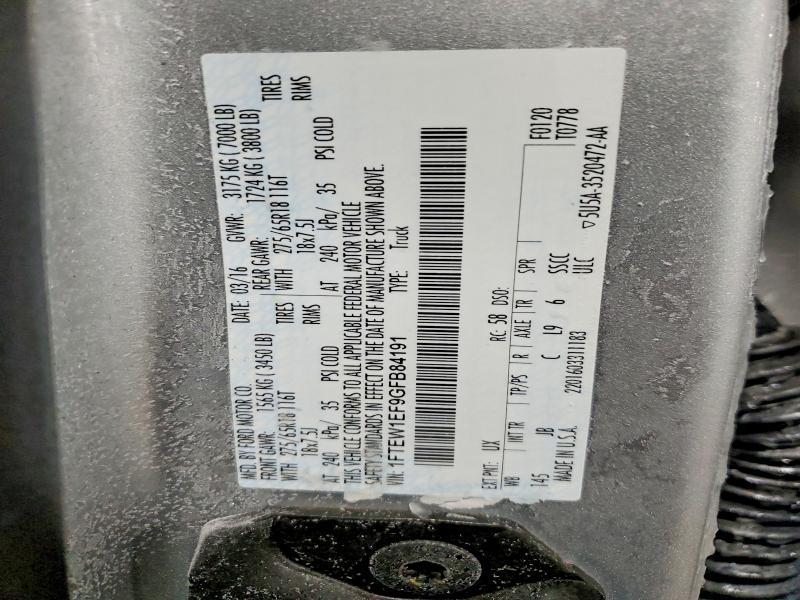 MFD. BY FORD MOTOR CO.
DATE: 03/16 GVWR: 3175 KG ( 7000 LB)
FRONT GAWR: 1565 KG ( 3450 LB) REAR GAWR: 1724 KG ( 3800 LB)
WITH 275/65R18 116T TIRES WITH 275/65R18 116T TIRES
18x7.5J RIMS 18x7.5J RIMS
AT 240 kPa/ 35 PSI COLD AT 240 kPa/ 35 PSI COLD
THIS VEHICLE CONFORMS TO ALL APPLICABLE FEDERAL MOTOR VEHICLE
SAFETY STANDARDS IN EFFECT ON THE DATE OF MANUFACTURE SHOWN ABOVE.
VIN: 1FTEW1EF9GFB84191 TYPE: Truck
EXT PNT: UX RC: 58 DSO: F0120
WB INT TR TP/PS R AXLE TR SPR T0778
145 JB C L9 6 SSCC
MADE IN U.S.A. 2201603311183 ULC ▽5U5A-3520472-AA